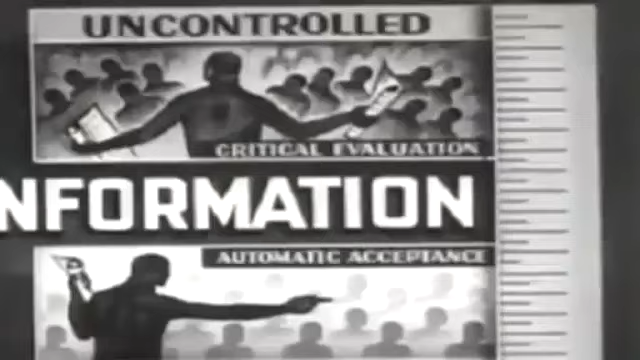 UNCONTROLLED
CRITICAL EVALUATION
NFORMATION
AUTOMATIC ACCEPTANCE